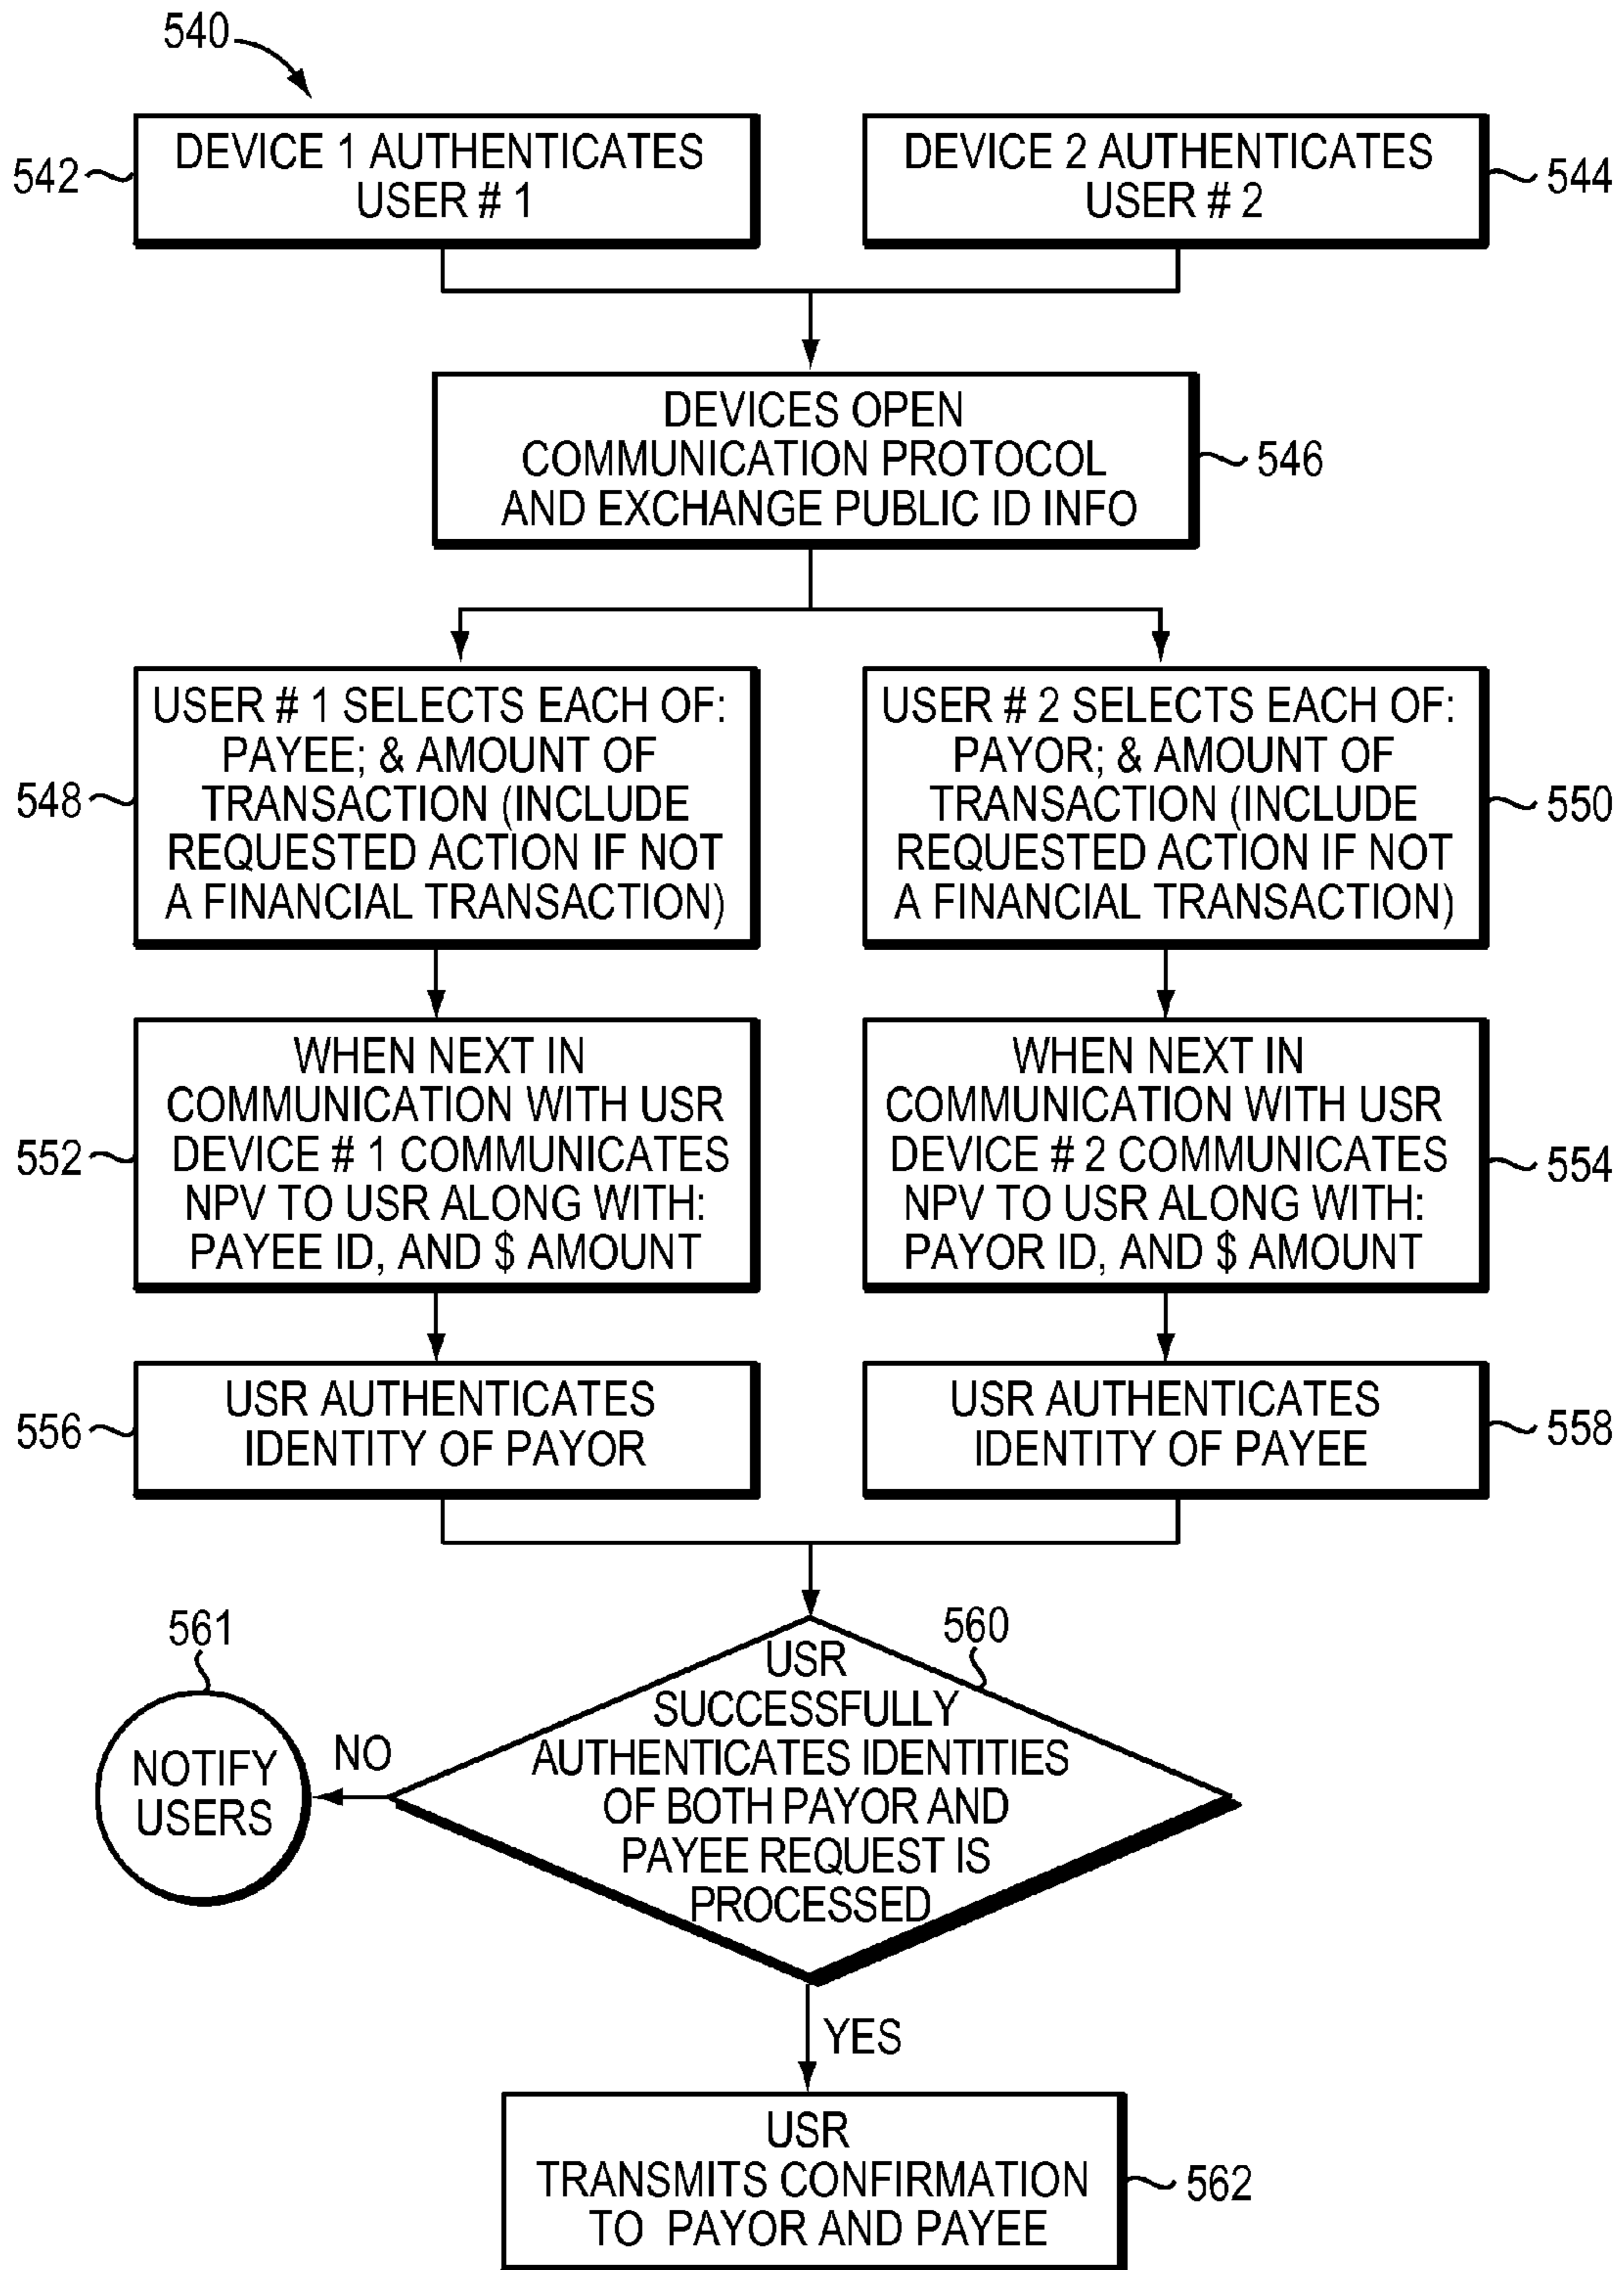 540
542
DEVICE 1 AUTHENTICATES
USER # 1
DEVICE 2 AUTHENTICATES
USER # 2
544
DEVICES OPEN
COMMUNICATION PROTOCOL
AND EXCHANGE PUBLIC ID INFO
546
548
USER # 1 SELECTS EACH OF:
PAYEE; & AMOUNT OF
TRANSACTION (INCLUDE
REQUESTED ACTION IF NOT
A FINANCIAL TRANSACTION)
USER # 2 SELECTS EACH OF:
PAYOR; & AMOUNT OF
TRANSACTION (INCLUDE
REQUESTED ACTION IF NOT
A FINANCIAL TRANSACTION)
550
552
WHEN NEXT IN
COMMUNICATION WITH USR
DEVICE # 1 COMMUNICATES
NPV TO USR ALONG WITH:
PAYEE ID, AND $ AMOUNT
WHEN NEXT IN
COMMUNICATION WITH USR
DEVICE # 2 COMMUNICATES
NPV TO USR ALONG WITH:
PAYOR ID, AND $ AMOUNT
554
556
USR AUTHENTICATES
IDENTITY OF PAYOR
USR AUTHENTICATES
IDENTITY OF PAYEE
558
561
NOTIFY
USERS
NO
560
USR
SUCCESSFULLY
AUTHENTICATES IDENTITIES
OF BOTH PAYOR AND
PAYEE REQUEST IS
PROCESSED
YES
USR
TRANSMITS CONFIRMATION
TO PAYOR AND PAYEE
562